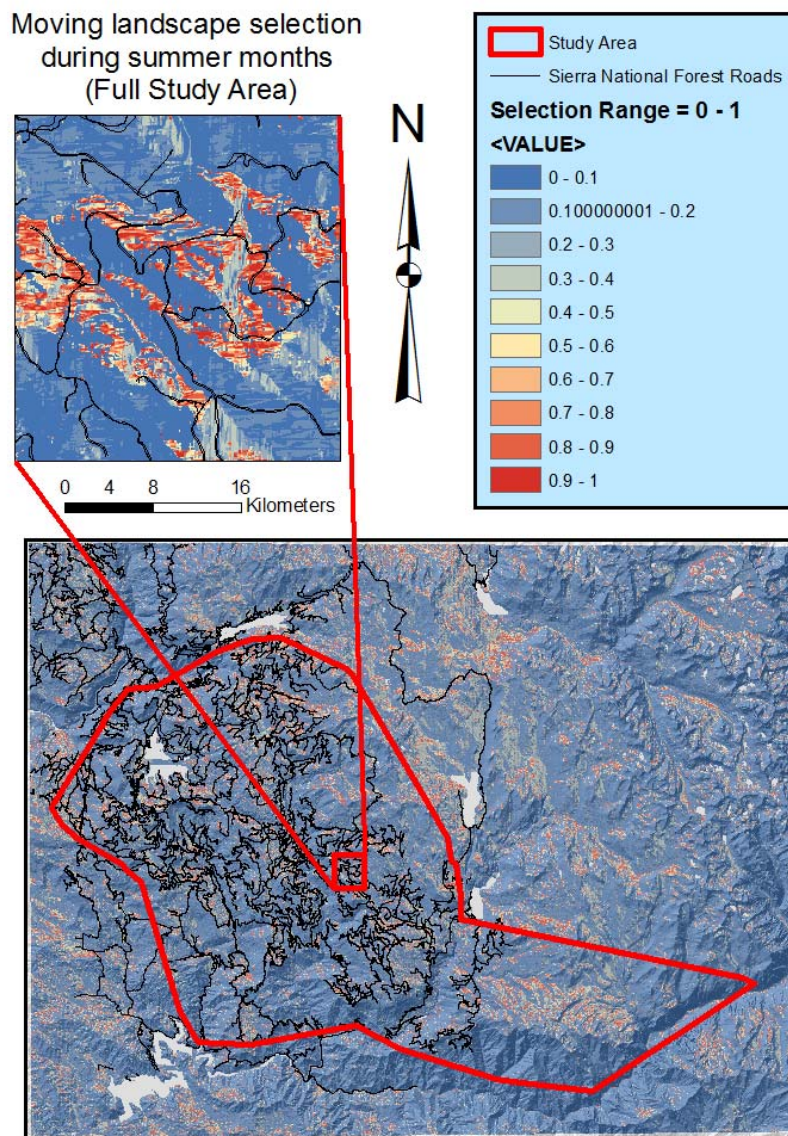 Moving landscape selection
during summer months
(Full Study Area)
N
0 4 8 16
Kilometers
Study Area
Sierra National Forest Roads
Selection Range = 0 - 1
<VALUE>
0 - 0.1
0.100000001 - 0.2
0.2 - 0.3
0.3 - 0.4
0.4 - 0.5
0.5 - 0.6
0.6 - 0.7
0.7 - 0.8
0.8 - 0.9
0.9 - 1